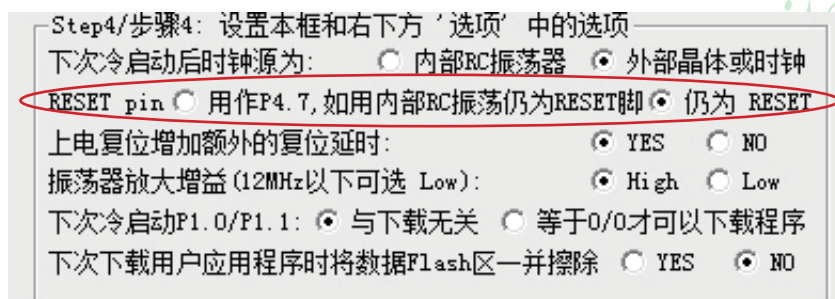 Step4/步骤4: 设置本框和右下方 '选项' 中的选项
下次冷启动后时钟源为: 内部RC振荡器 外部晶体或时钟
RESET pin 用作P4.7,如用内部RC振荡仍为RESET脚 仍为 RESET
上电复位增加额外的复位延时: YES NO
振荡器放大增益(12MHz以下可选 Low): High Low
下次冷启动P1.0/P1.1: 与下载无关 等于0/0才可以下载程序
下次下载用户应用程序时将数据Flash区一并擦除 YES NO